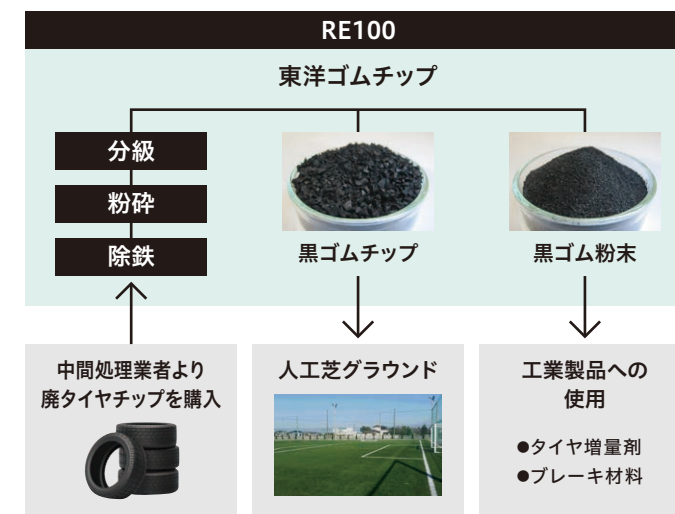 RE100
東洋ゴムチップ
分級
粉砕
除鉄
黒ゴムチップ
黒ゴム粉末
中間処理業者より
廃タイヤチップを購入
人工芝グラウンド
工業製品への
使用
●タイヤ増量剤
●ブレーキ材料